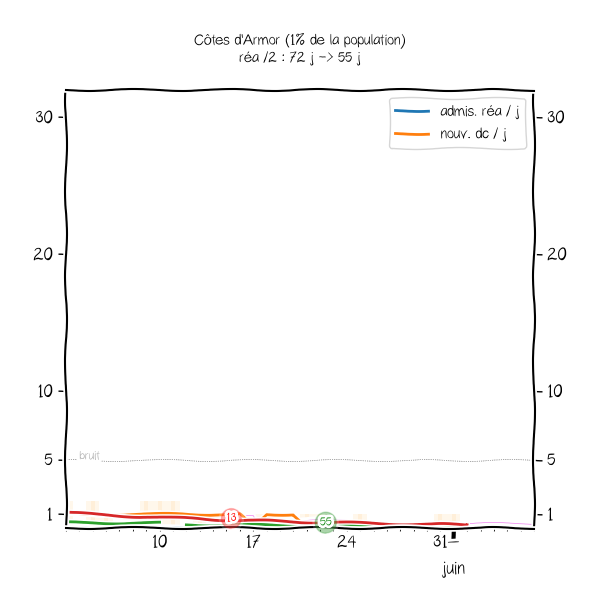 Côtes d'Armor (1% de la population)
réa /2 : 72 j -> 55 j
admis. réa / j
nouv. dc / j
30
30
20
20
10
10
5
bruit
5
1
13
55
1
10
17
24
31
juin